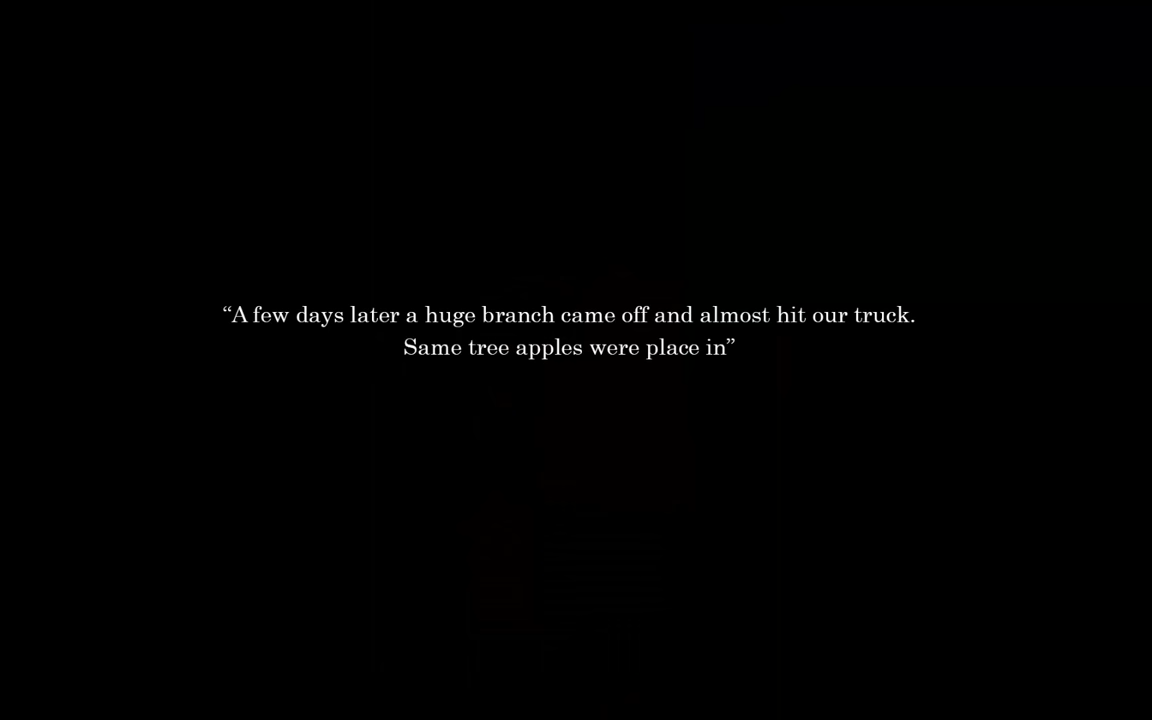 “A few days later a huge branch came off and almost hit our truck.
Same tree apples were place in”